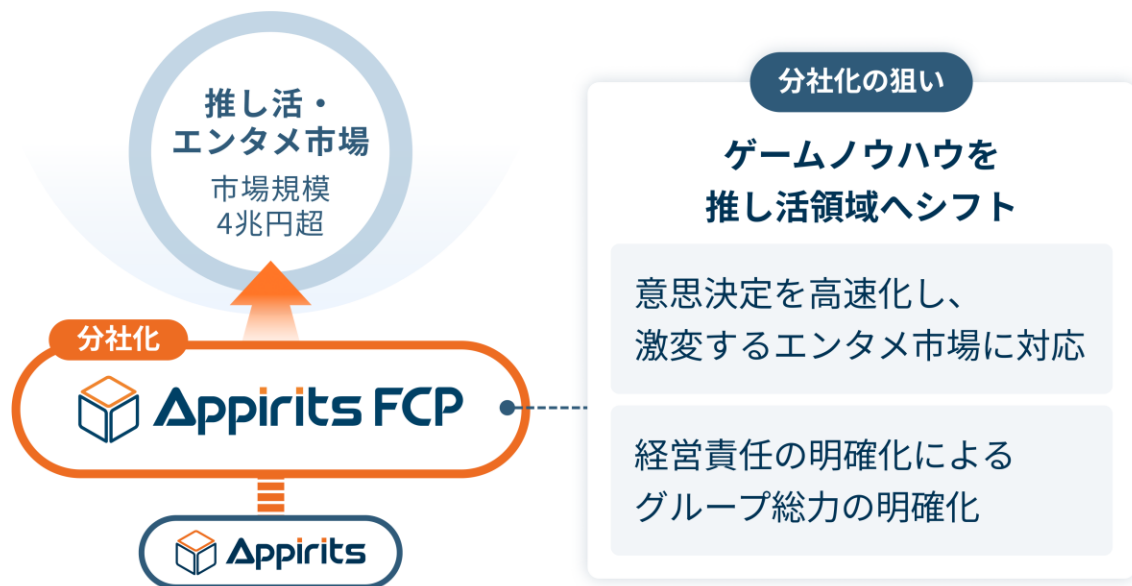 推し活・
エンタメ市場
市場規模
4兆円超
分社化
Appirits FCP
Appirits
分社化の狙い
ゲームノウハウを
推し活領域へシフト
意思決定を高速化し、
激変するエンタメ市場に対応
経営責任の明確化による
グループ総力の明確化